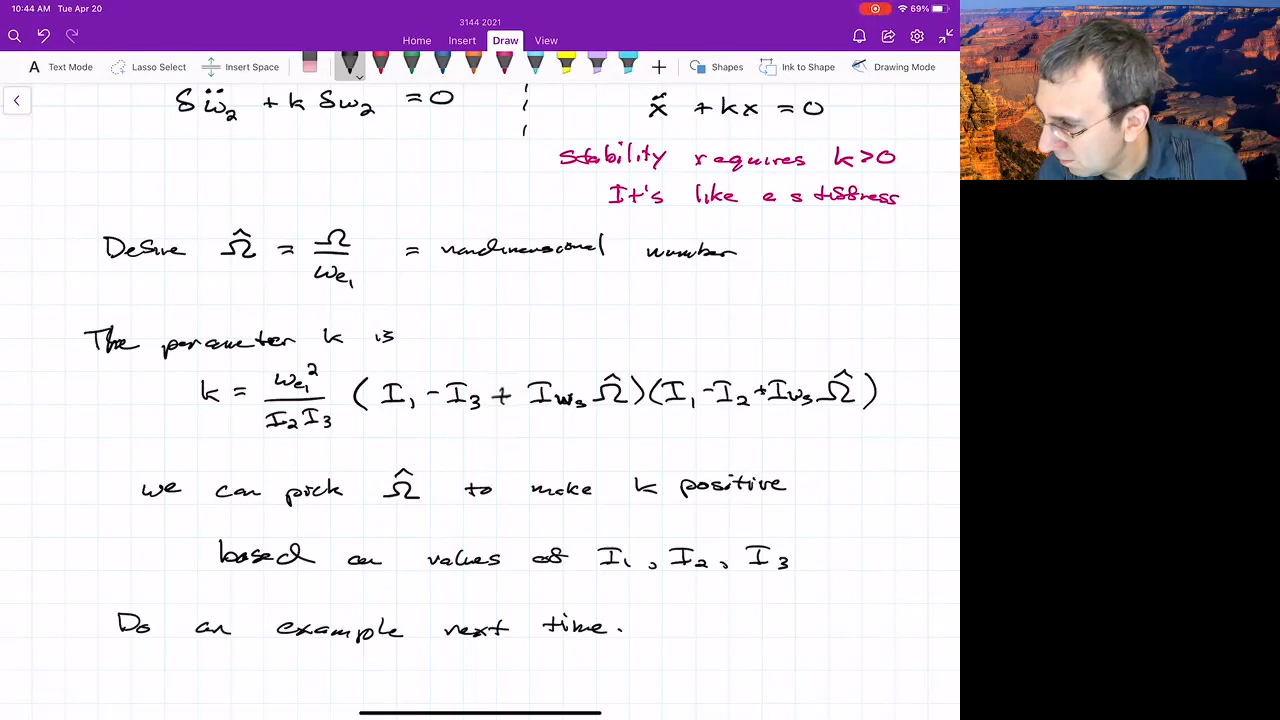 10:44 AM Tue Apr 20
69%
3144 2021
Home Insert Draw View
Text Mode Lasso Select Insert Space Shapes Ink to Shape Drawing Mode
δω̈₂ + k δω₂ = 0
ẍ + kx = 0
stability requires k>0
It's like a stiffness
Define Ω̂ = Ω/ωe₁ = nondimensional number
The parameter k is
k = ωe₁²/I₂I₃ (I₁ - I₃ + Iws Ω̂)(I₁ - I₂ + Iws Ω̂)
we can pick Ω̂ to make k positive
based on values of I₁, I₂, I₃
Do an example next time.